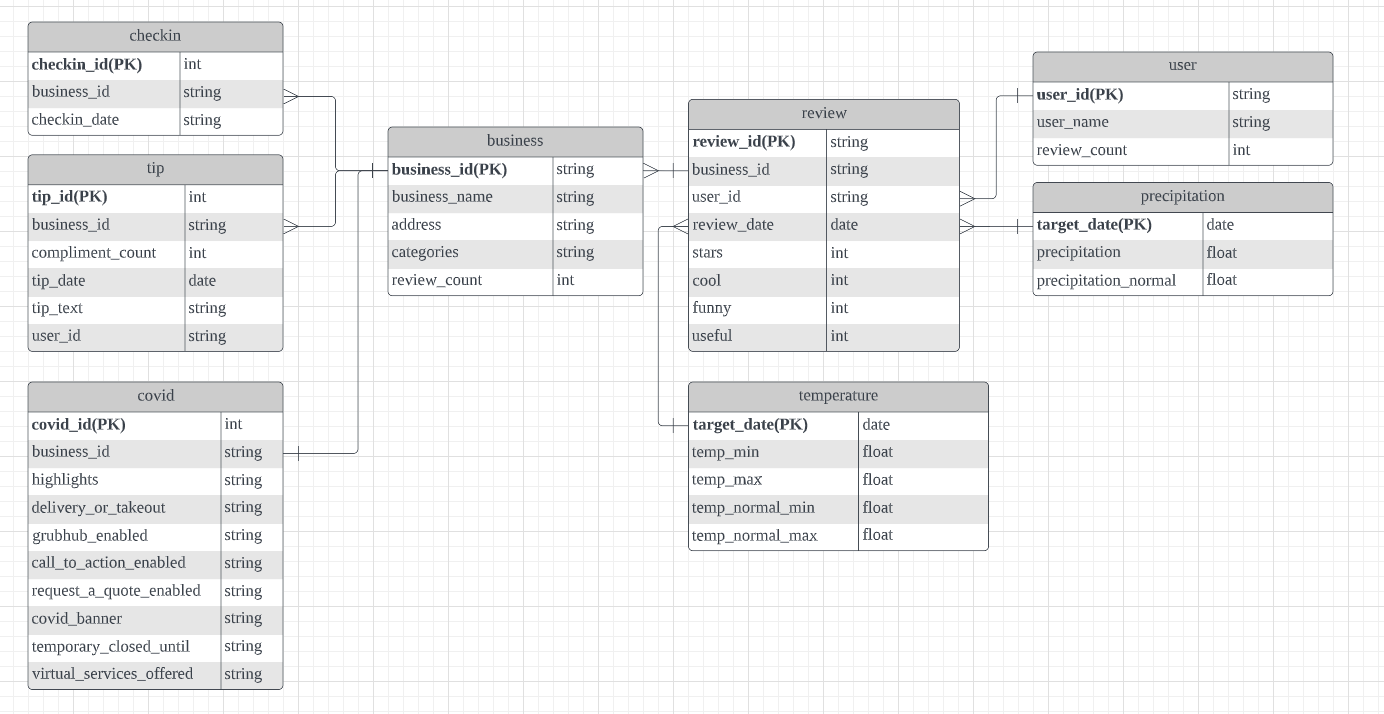 checkin
checkin_id(PK) int
business_id string
checkin_date string
tip
tip_id(PK) int
business_id string
compliment_count int
tip_date date
tip_text string
user_id string
covid
covid_id(PK) int
business_id string
highlights string
delivery_or_takeout string
grubhub_enabled string
call_to_action_enabled string
request_a_quote_enabled string
covid_banner string
temporary_closed_until string
virtual_services_offered string
business
business_id(PK) string
business_name string
address string
categories string
review_count int
review
review_id(PK) string
business_id string
user_id string
review_date date
stars int
cool int
funny int
useful int
temperature
target_date(PK) date
temp_min float
temp_max float
temp_normal_min float
temp_normal_max float
user
user_id(PK) string
user_name string
review_count int
precipitation
target_date(PK) date
precipitation float
precipitation_normal float